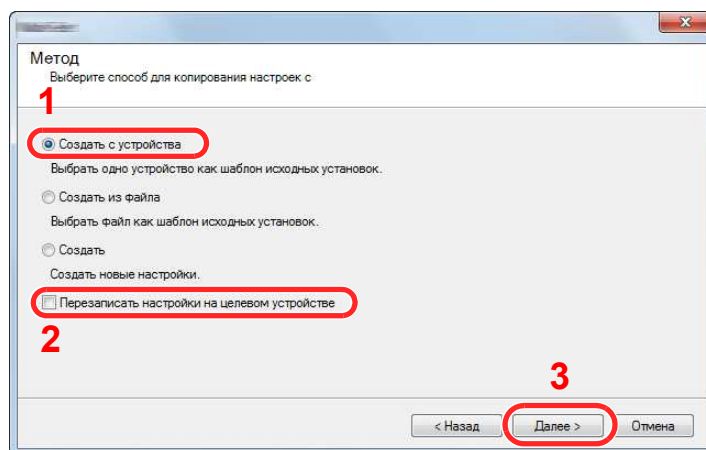 Метод
Выберите способ для копирования настроек с
1
Создать с устройства
Выбрать одно устройство как шаблон исходных установок.
Создать из файла
Выбрать файл как шаблон исходных установок.
Создать
Создать новые настройки.
Перезаписать настройки на целевом устройстве
2
3
< Назад
Далее >
Отмена